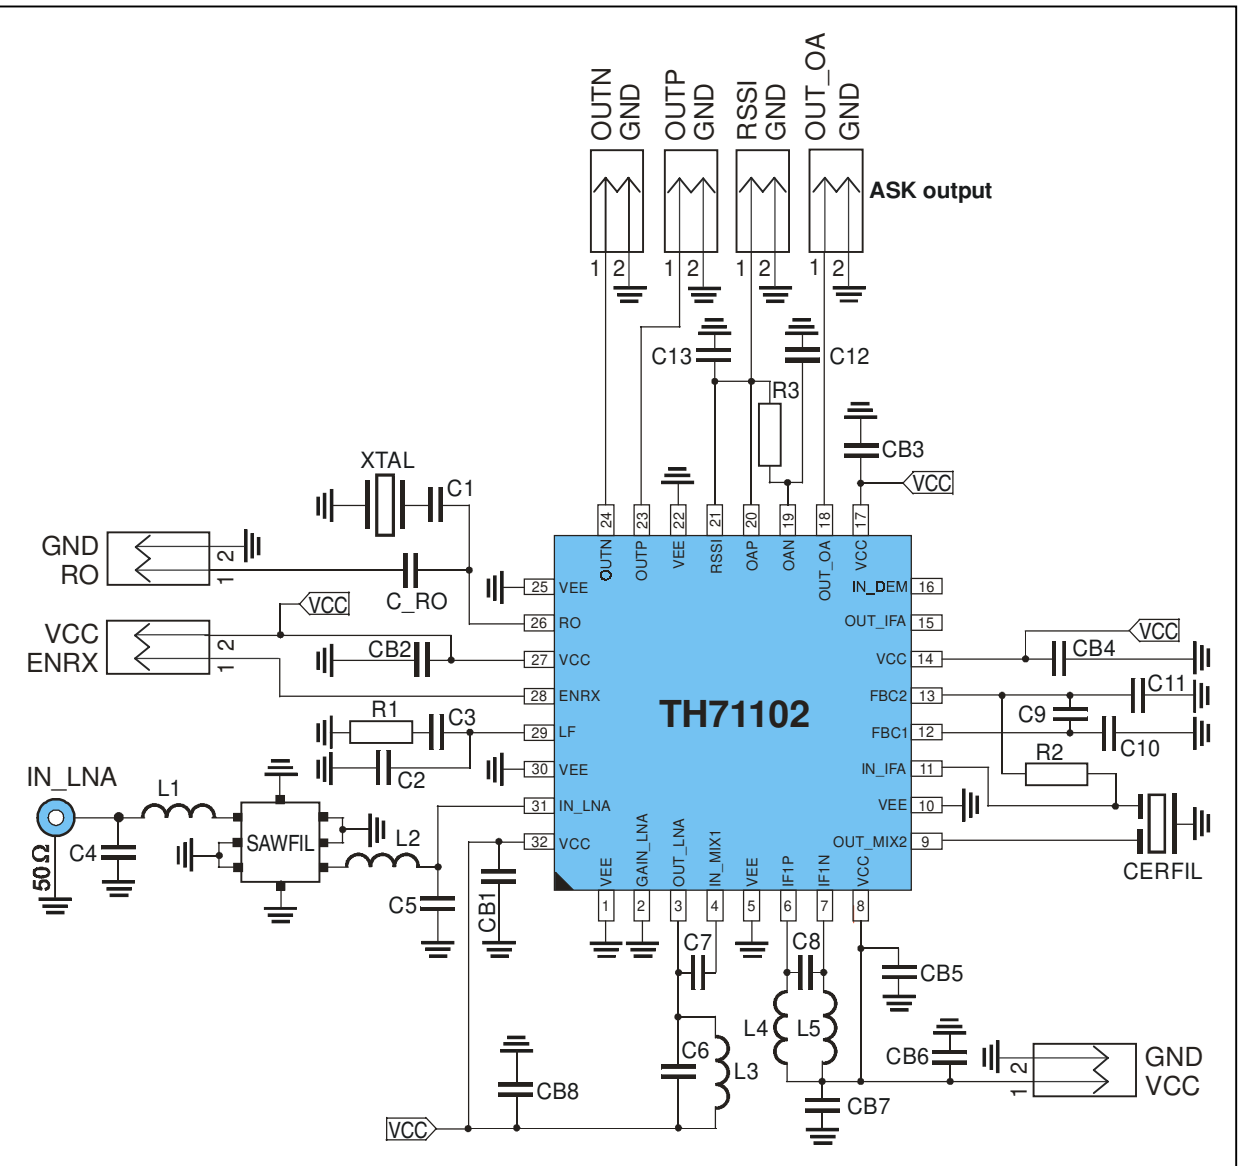 OUTN
GND
OUTP
GND
RSSI
GND
OUT_OA
GND
ASK output
1 2
1 2
1 2
1 2
C13
C12
R3
CB3
VCC
XTAL
C1
GND
RO
2
1
C_RO
VCC
VCC
ENRX
2
1
CB2
R1
C3
C2
IN_LNA
50Ω
L1
C4
SAWFIL
L2
C5
CB1
24
23
22
21
20
19
18
17
OUTN
OUTP
VEE
RSSI
OAP
OAN
OUT_OA
VCC
25 VEE
26 RO
27 VCC
28 ENRX
29 LF
30 VEE
31 IN_LNA
32 VCC
TH71102
IN_DEM 16
OUT_IFA 15
VCC 14
FBC2 13
FBC1 12
IN_IFA 11
VEE 10
OUT_MIX2 9
VEE
GAIN_LNA
OUT_LNA
IN_MIX1
VEE
IF1P
IF1N
VCC
1
2
3
4
5
6
7
8
VCC
CB4
C11
C9
C10
R2
CERFIL
C7
C8
CB5
L4
L5
C6
L3
CB8
CB6
CB7
VCC
2
1
GND
VCC